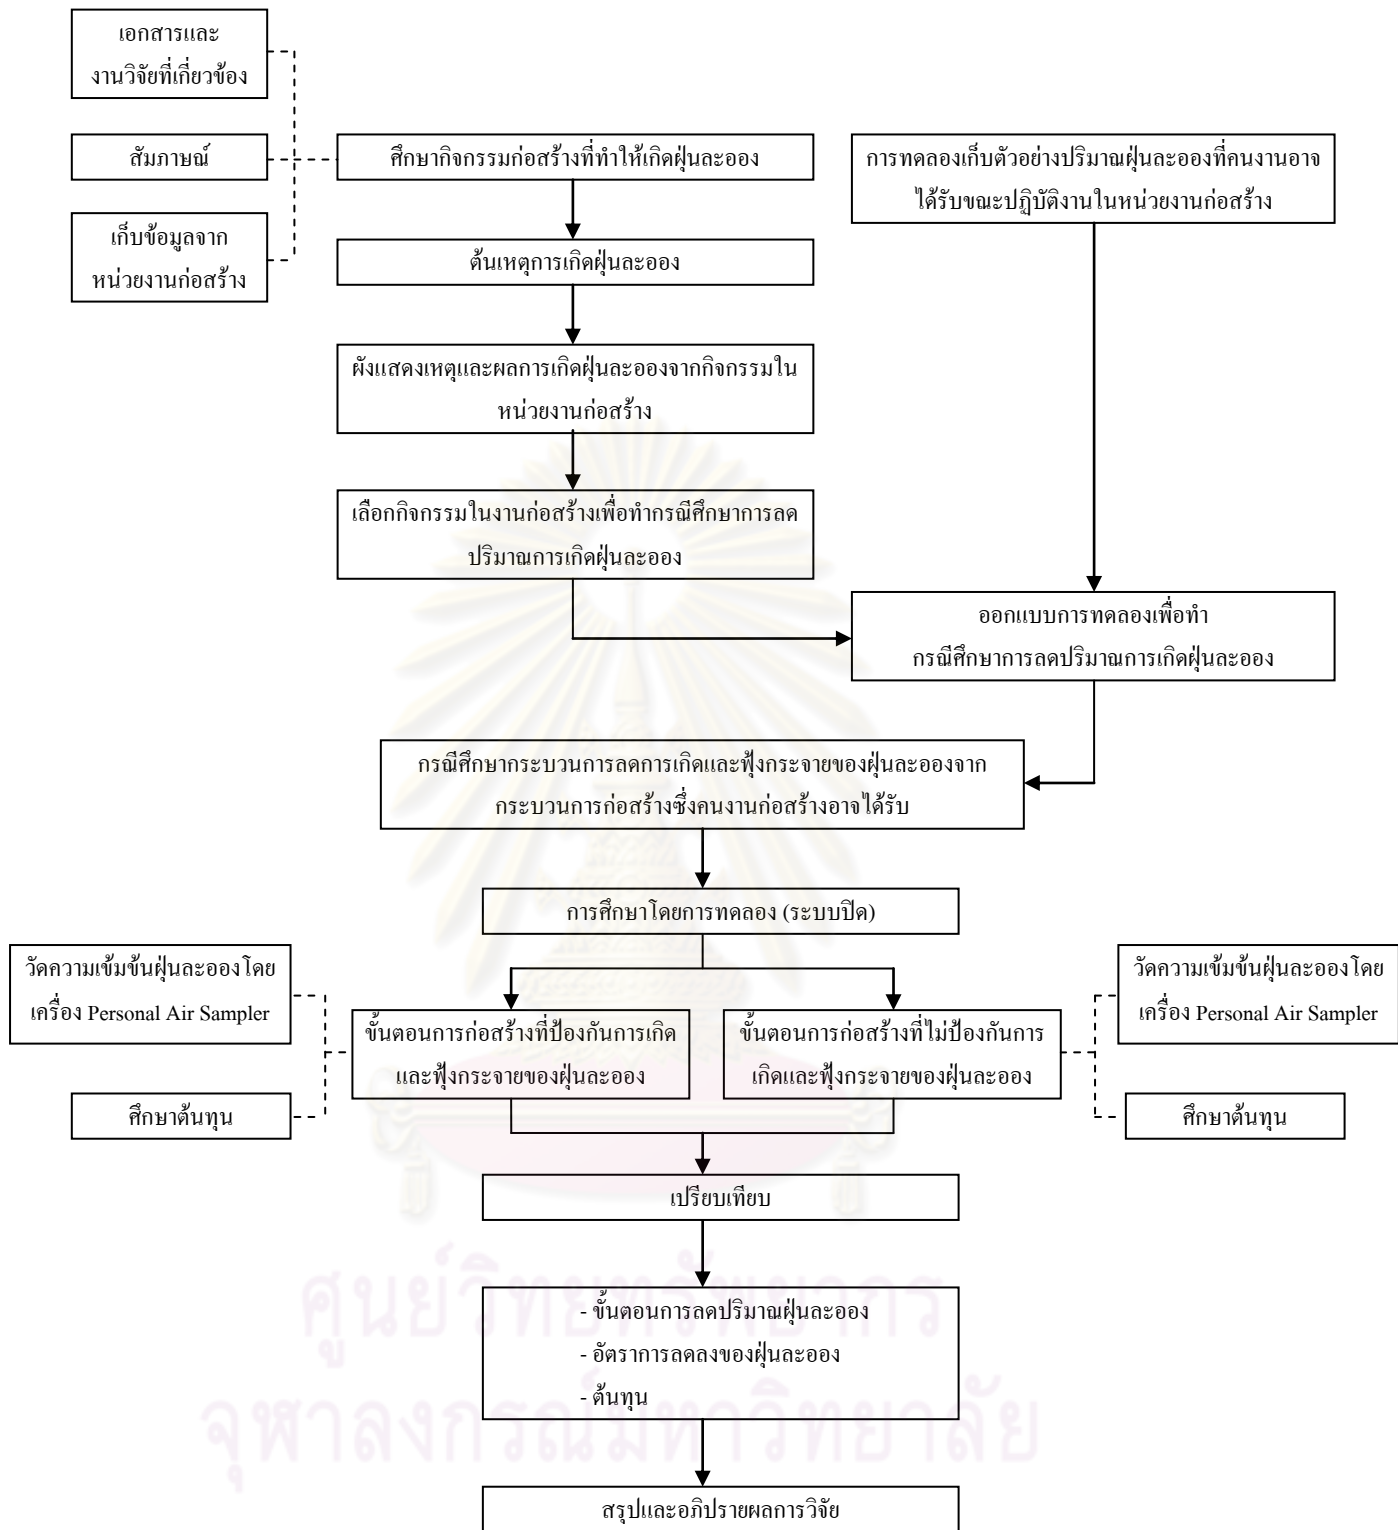 เอกสารและ
งานวิจัยที่เกี่ยวข้อง
สัมภาษณ์
เก็บข้อมูลจาก
หน่วยงานก่อสร้าง
ศึกษากิจกรรมก่อสร้างที่ทำให้เกิดฝุ่นละออง
การทดลองเก็บตัวอย่างปริมาณฝุ่นละอองที่คนงานอาจ
ได้รับขณะปฏิบัติงานในหน่วยงานก่อสร้าง
ต้นเหตุการเกิดฝุ่นละออง
ผังแสดงเหตุและผลการเกิดฝุ่นละอองจากกิจกรรมใน
หน่วยงานก่อสร้าง
เลือกกิจกรรมในงานก่อสร้างเพื่อทำกรณีศึกษาการลด
ปริมาณการเกิดฝุ่นละออง
ออกแบบการทดลองเพื่อทำ
กรณีศึกษาการลดปริมาณการเกิดฝุ่นละออง
กรณีศึกษากระบวนการลดการเกิดและฟุ้งกระจายของฝุ่นละอองจาก
กระบวนการก่อสร้างซึ่งคนงานก่อสร้างอาจได้รับ
การศึกษาโดยการทดลอง (ระบบปิด)
วัดความเข้มข้นฝุ่นละอองโดย
เครื่อง Personal Air Sampler
ศึกษาต้นทุน
ขั้นตอนการก่อสร้างที่ป้องกันการเกิด
และฟุ้งกระจายของฝุ่นละออง
ขั้นตอนการก่อสร้างที่ไม่ป้องกันการ
เกิดและฟุ้งกระจายของฝุ่นละออง
วัดความเข้มข้นฝุ่นละอองโดย
เครื่อง Personal Air Sampler
ศึกษาต้นทุน
เปรียบเทียบ
- ขั้นตอนการลดปริมาณฝุ่นละออง
- อัตราการลดลงของฝุ่นละออง
- ต้นทุน
สรุปและอภิปรายผลการวิจัย
ศูนย์วิทยทรัพยากร
จุฬาลงกรณ์มหาวิทยาลัย